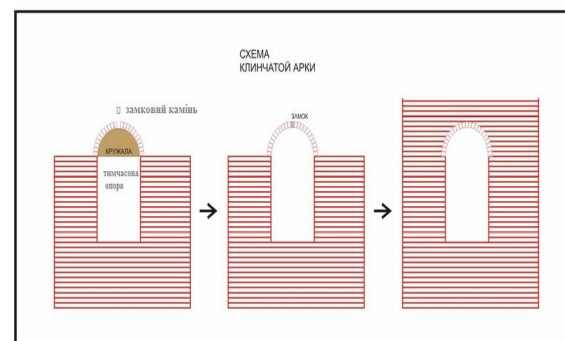 СХЕМА
КЛИНЧАТОЙ АРКИ
замковий камінь
КРУЖАЛА
тимчасова
опора
ЗАМОК